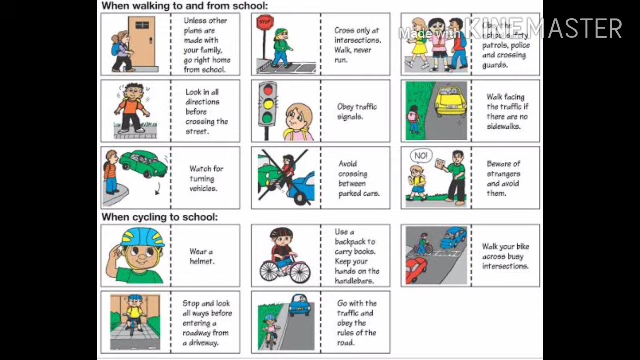 When walking to and from school:
Unless other
plans are
made with
your family,
go right home
from school.
STOP
Cross only at
intersections.
Walk, never
run.
Made with KINEMASTER
patrols, police
and crossing
guards.
Look in all
directions
before
crossing the
street.
Obey traffic
signals.
Walk facing
the traffic if
there are no
sidewalks.
Watch for
turning
vehicles.
Avoid
crossing
between
parked cars.
NO!
Beware of
strangers
and avoid
them.
When cycling to school:
Wear a
helmet.
Use a
backpack to
carry books.
Keep your
hands on the
handlebars.
Walk your bike
across busy
intersections.
Stop and look
all ways before
entering a
roadway from
a driveway.
Go with the
traffic and
obey the
rules of the
road.